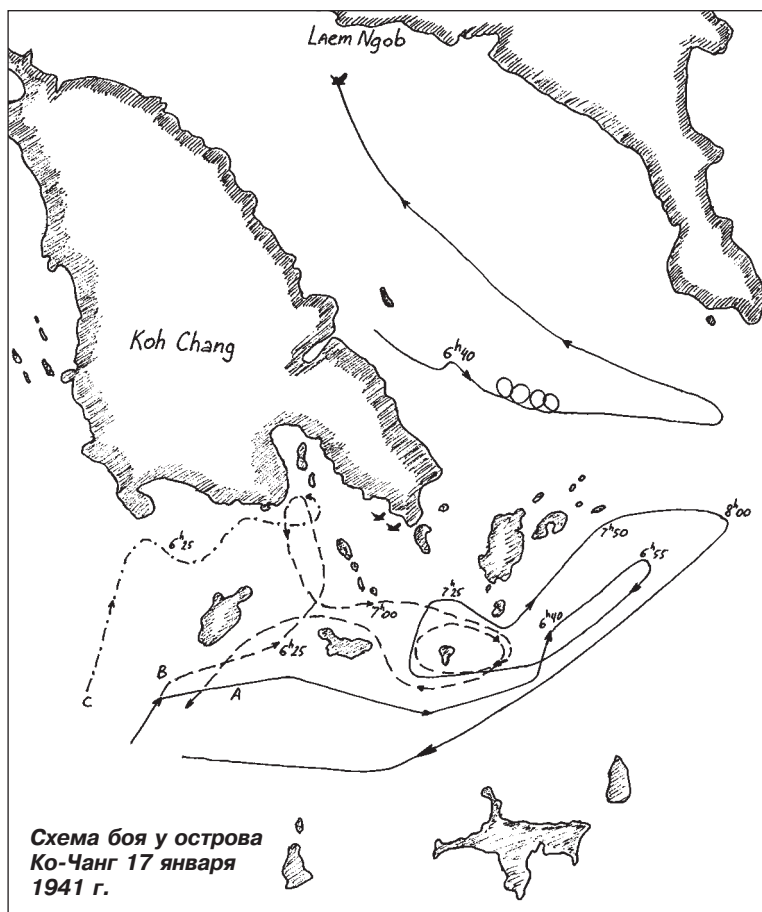 Laem Ngob
Koh Chang
6h40
6h25
8h00
7h50
6h55
7h25
7h00
6h40
6h25
B
A
C
Схема боя у острова
Ко-Чанг 17 января
1941 г.